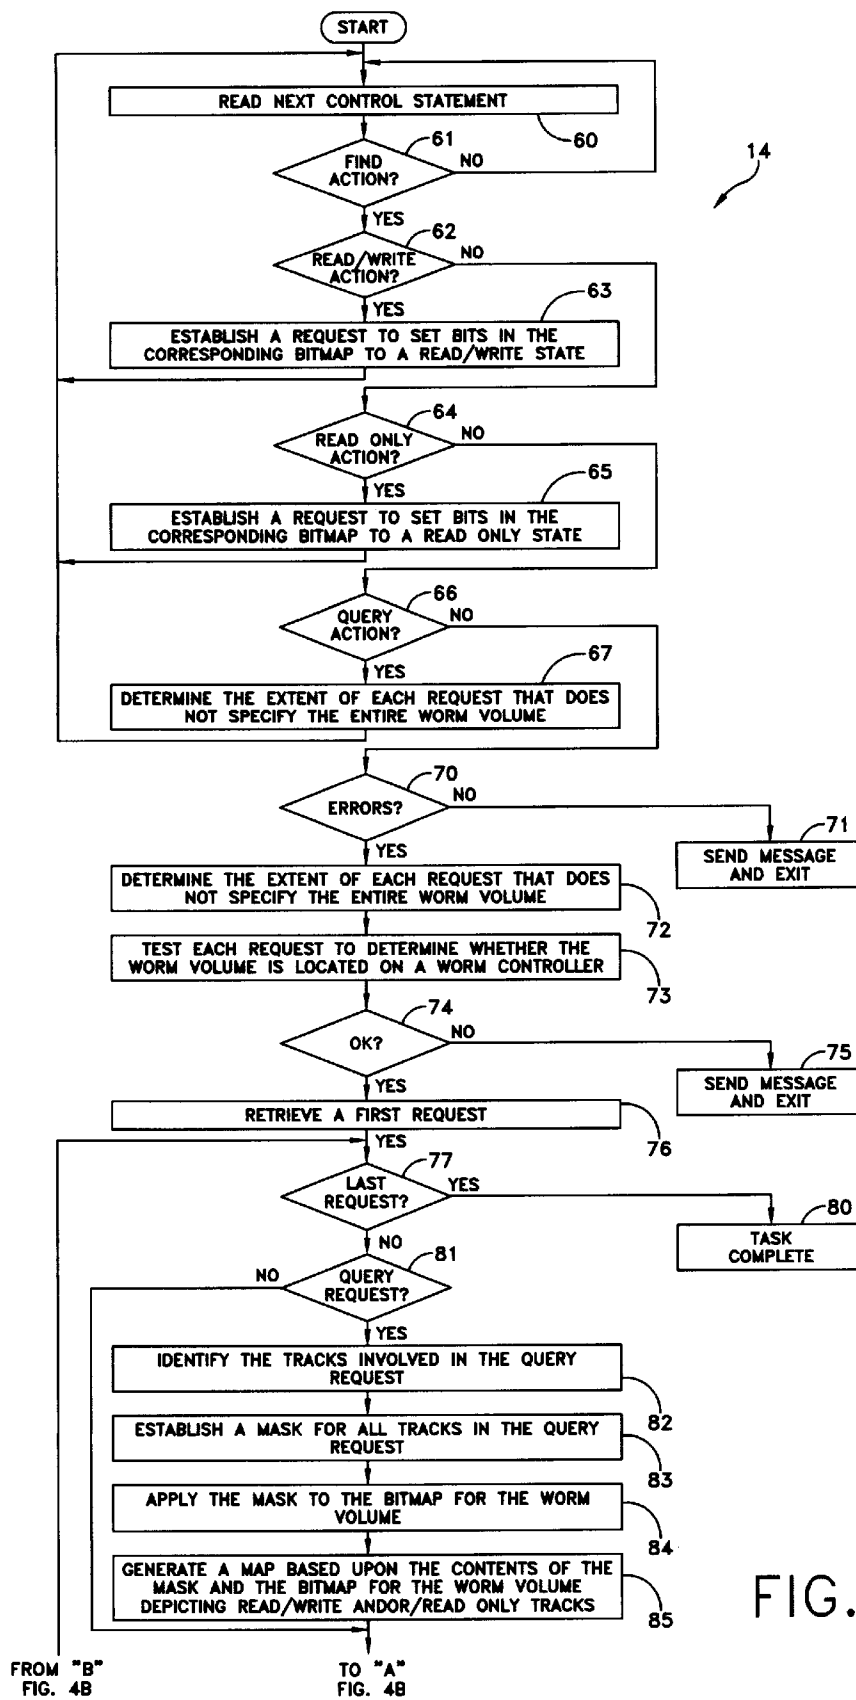 START
READ NEXT CONTROL STATEMENT
60
61
FIND
ACTION?
NO
14
YES
62
READ/WRITE
ACTION?
NO
YES
63
ESTABLISH A REQUEST TO SET BITS IN THE
CORRESPONDING BITMAP TO A READ/WRITE STATE
64
READ ONLY
ACTION?
NO
YES
65
ESTABLISH A REQUEST TO SET BITS IN THE
CORRESPONDING BITMAP TO A READ ONLY STATE
66
QUERY
ACTION?
NO
YES
67
DETERMINE THE EXTENT OF EACH REQUEST THAT DOES
NOT SPECIFY THE ENTIRE WORM VOLUME
70
ERRORS?
NO
71
SEND MESSAGE
AND EXIT
YES
DETERMINE THE EXTENT OF EACH REQUEST THAT DOES
NOT SPECIFY THE ENTIRE WORM VOLUME
72
TEST EACH REQUEST TO DETERMINE WHETHER THE
WORM VOLUME IS LOCATED ON A WORM CONTROLLER
73
74
OK?
NO
75
SEND MESSAGE
AND EXIT
YES
RETRIEVE A FIRST REQUEST
76
YES
77
LAST
REQUEST?
YES
80
TASK
COMPLETE
NO
81
QUERY
REQUEST?
NO
YES
IDENTIFY THE TRACKS INVOLVED IN THE QUERY
REQUEST
82
ESTABLISH A MASK FOR ALL TRACKS IN THE QUERY
REQUEST
83
APPLY THE MASK TO THE BITMAP FOR THE WORM
VOLUME
84
GENERATE A MAP BASED UPON THE CONTENTS OF THE
MASK AND THE BITMAP FOR THE WORM VOLUME
DEPICTING READ/WRITE ANDOR/READ ONLY TRACKS
85
FIG.
FROM "B"
FIG. 4B
TO "A"
FIG. 4B